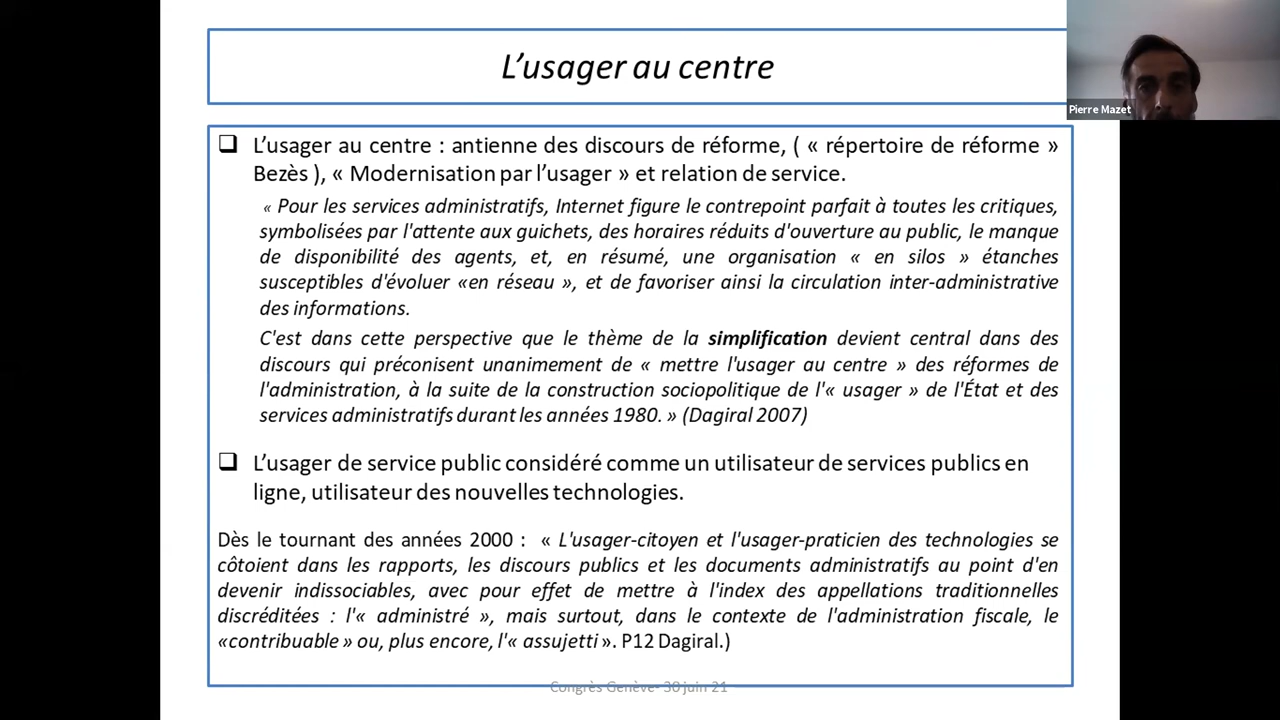 L’usager au centre
Pierre Mazet
❑ L’usager au centre : antienne des discours de réforme, ( « répertoire de réforme »
Bezès ), « Modernisation par l’usager » et relation de service.
« Pour les services administratifs, Internet figure le contrepoint parfait à toutes les critiques,
symbolisées par l'attente aux guichets, des horaires réduits d'ouverture au public, le manque
de disponibilité des agents, et, en résumé, une organisation « en silos » étanches
susceptibles d'évoluer «en réseau », et de favoriser ainsi la circulation inter-administrative
des informations.
C'est dans cette perspective que le thème de la simplification devient central dans des
discours qui préconisent unanimement de « mettre l'usager au centre » des réformes de
l'administration, à la suite de la construction sociopolitique de l'« usager » de l'État et des
services administratifs durant les années 1980. » (Dagiral 2007)
❑ L’usager de service public considéré comme un utilisateur de services publics en
ligne, utilisateur des nouvelles technologies.
Dès le tournant des années 2000 : « L'usager-citoyen et l'usager-praticien des technologies se
côtoient dans les rapports, les discours publics et les documents administratifs au point d'en
devenir indissociables, avec pour effet de mettre à l'index des appellations traditionnelles
discréditées : l'« administré », mais surtout, dans le contexte de l'administration fiscale, le
«contribuable » ou, plus encore, l'« assujetti ». P12 Dagiral.)
Congrès Genève- 30 juin 21